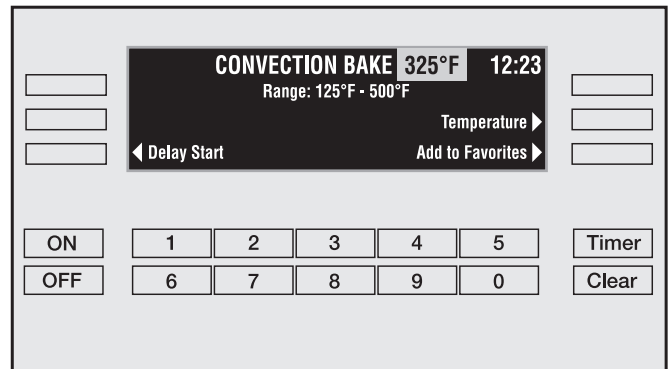 CONVECTION BAKE 325°F 12:23
Range: 125°F - 500°F
Temperature
Delay Start Add to Favorites
ON 1 2 3 4 5 Timer
OFF 6 7 8 9 0 Clear